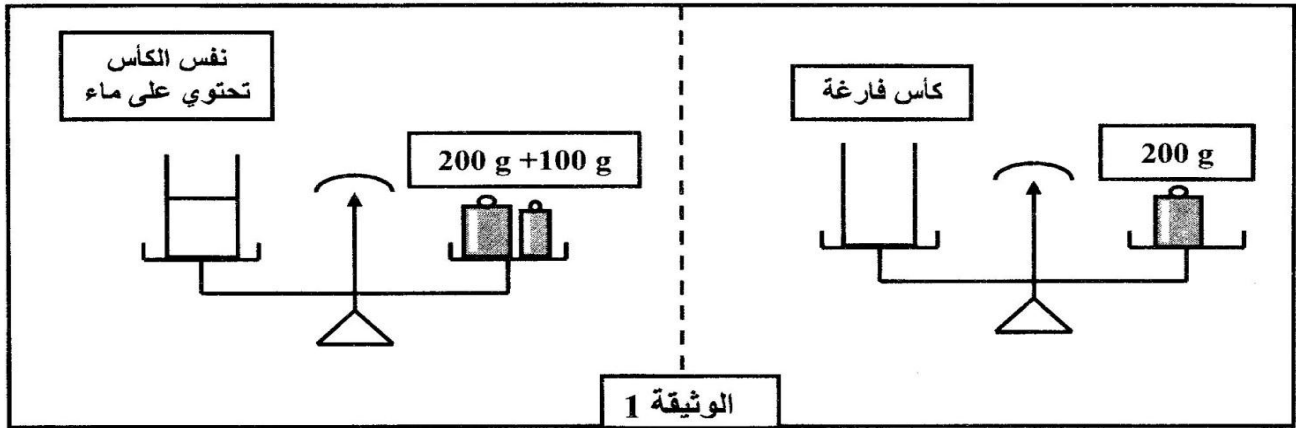 كأس فارغة
200 g
نفس الكأس
تحتوي على ماء
200 g +100 g
الوثيقة 1